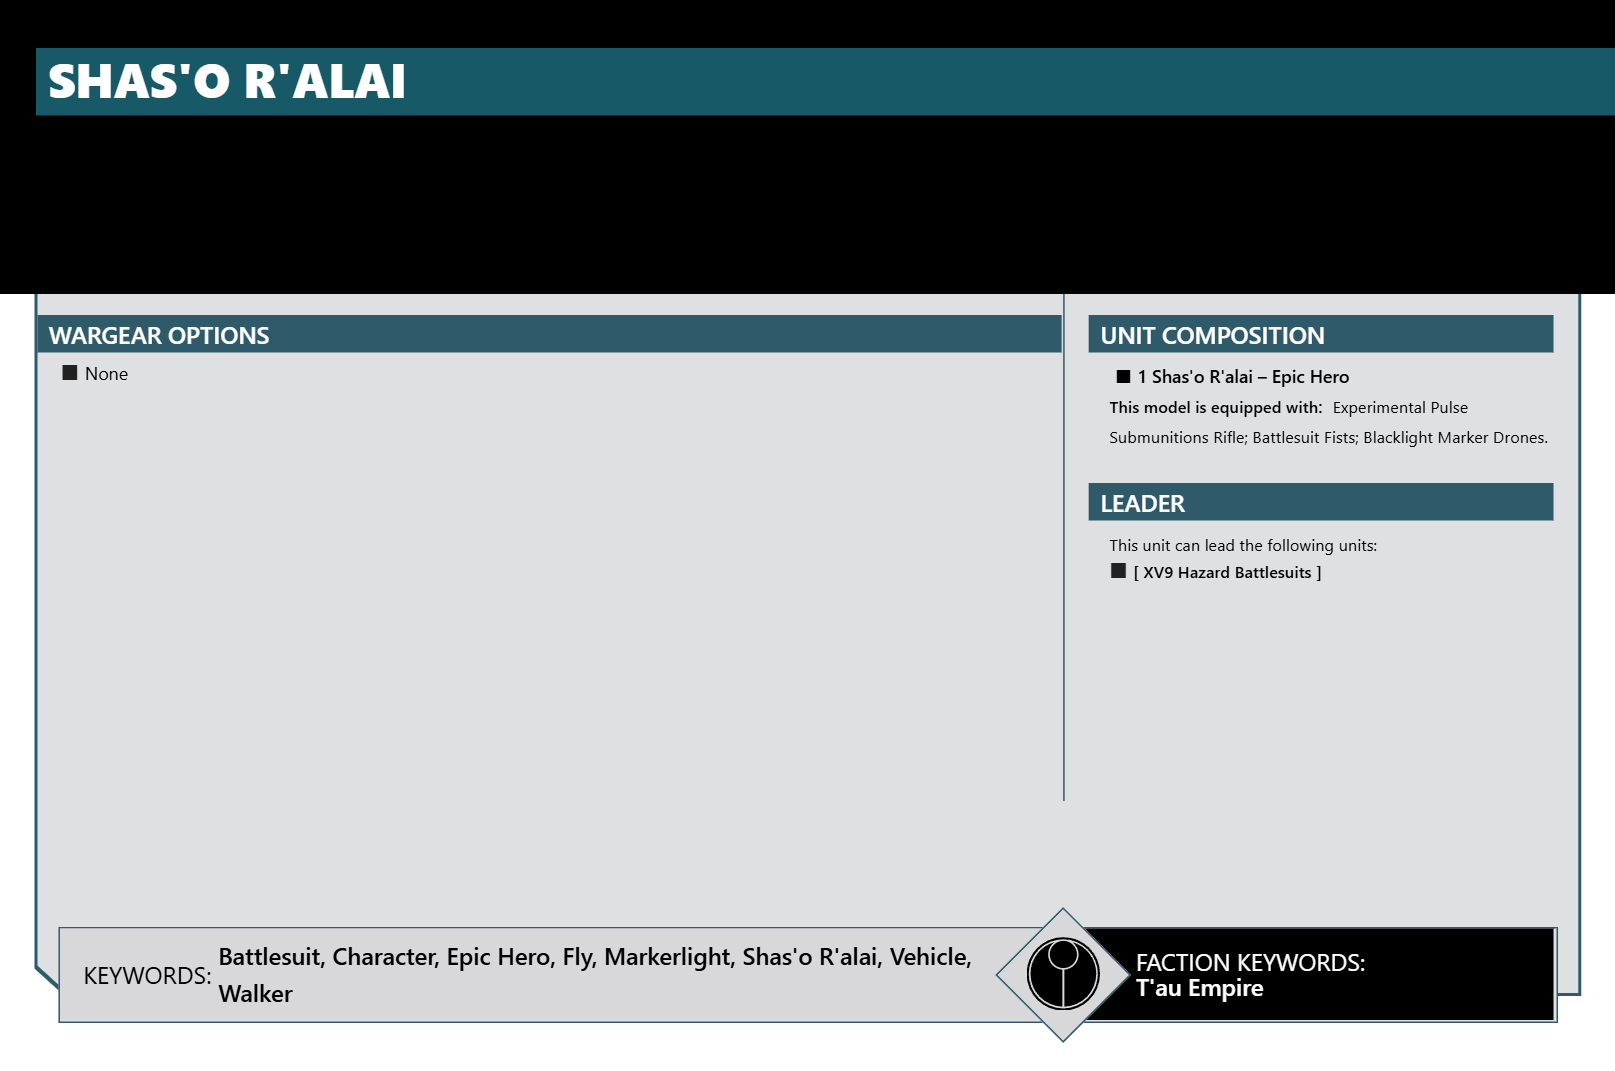 SHAS'O R'ALAI
WARGEAR OPTIONS
■ None
UNIT COMPOSITION
■ 1 Shas'o R'alai – Epic Hero
This model is equipped with: Experimental Pulse
Submunitions Rifle; Battlesuit Fists; Blacklight Marker Drones.
LEADER
This unit can lead the following units:
■ [ XV9 Hazard Battlesuits ]
KEYWORDS: Battlesuit, Character, Epic Hero, Fly, Markerlight, Shas'o R'alai, Vehicle,
Walker
FACTION KEYWORDS:
T'au Empire